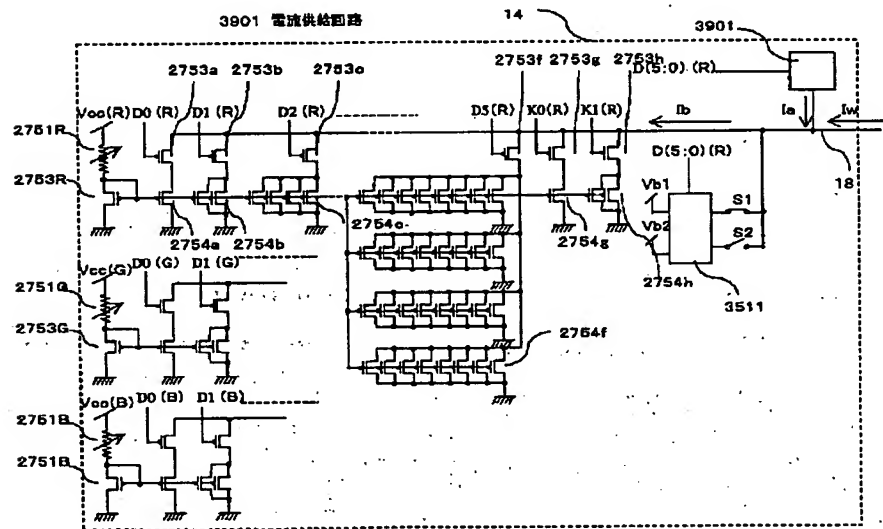 3901 電流供給回路
14
3901
2753a
2753b
2753c
2753f
2753g
2753h
D(5:0) (R)
Vcc(R)
D0(R)
D1(R)
D2(R)
D5(R)
K0(R)
K1(R)
Ib
Ia
Iw
2751R
2753R
18
D(5:0)(R)
Vb1
Vb2
S1
S2
2754a
2754b
2754c
2754g
2754h
3511
Vcc(G)
D0(G)
D1(G)
2751G
2753G
2754f
Vcc(B)
D0(B)
D1(B)
2751B
2751B